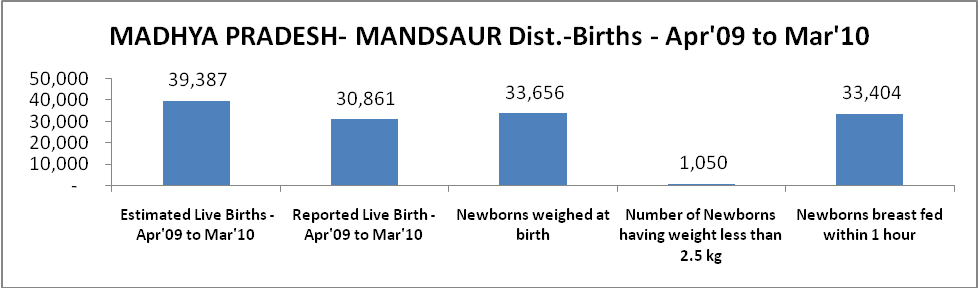 MADHYA PRADESH- MANDSAUR Dist.-Births - Apr'09 to Mar'10
50,000
40,000
30,000
20,000
10,000
-
39,387
30,861
33,656
1,050
33,404
Estimated Live Births -
Apr'09 to Mar'10
Reported Live Birth -
Apr'09 to Mar'10
Newborns weighed at
birth
Number of Newborns
having weight less than
2.5 kg
Newborns breast fed
within 1 hour